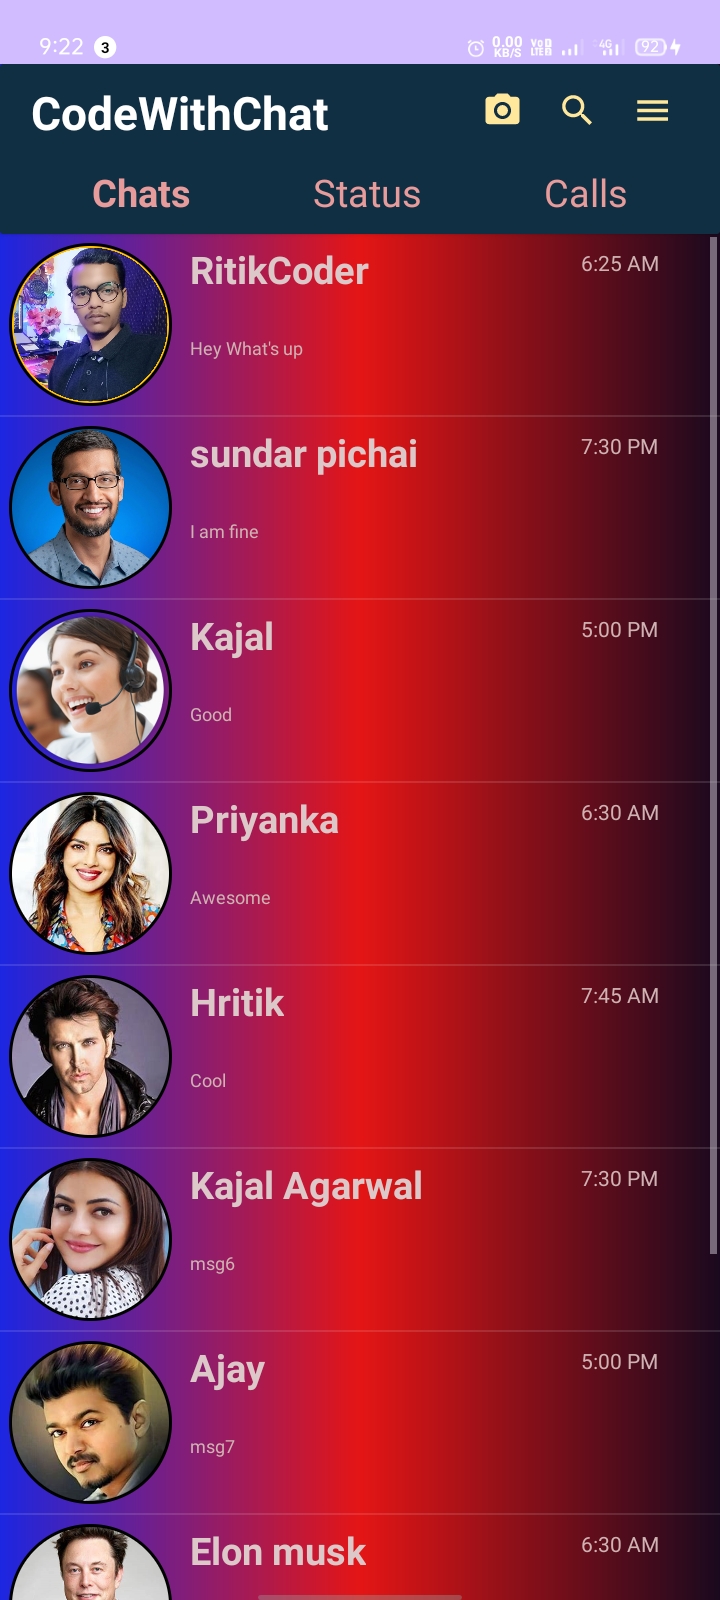 9:22 3 0.00 KB/S Vo LTE 4G 92
CodeWithChat
Chats Status Calls
RitikCoder 6:25 AM
Hey What's up
sundar pichai 7:30 PM
I am fine
Kajal 5:00 PM
Good
Priyanka 6:30 AM
Awesome
Hritik 7:45 AM
Cool
Kajal Agarwal 7:30 PM
msg6
Ajay 5:00 PM
msg7
Elon musk 6:30 AM